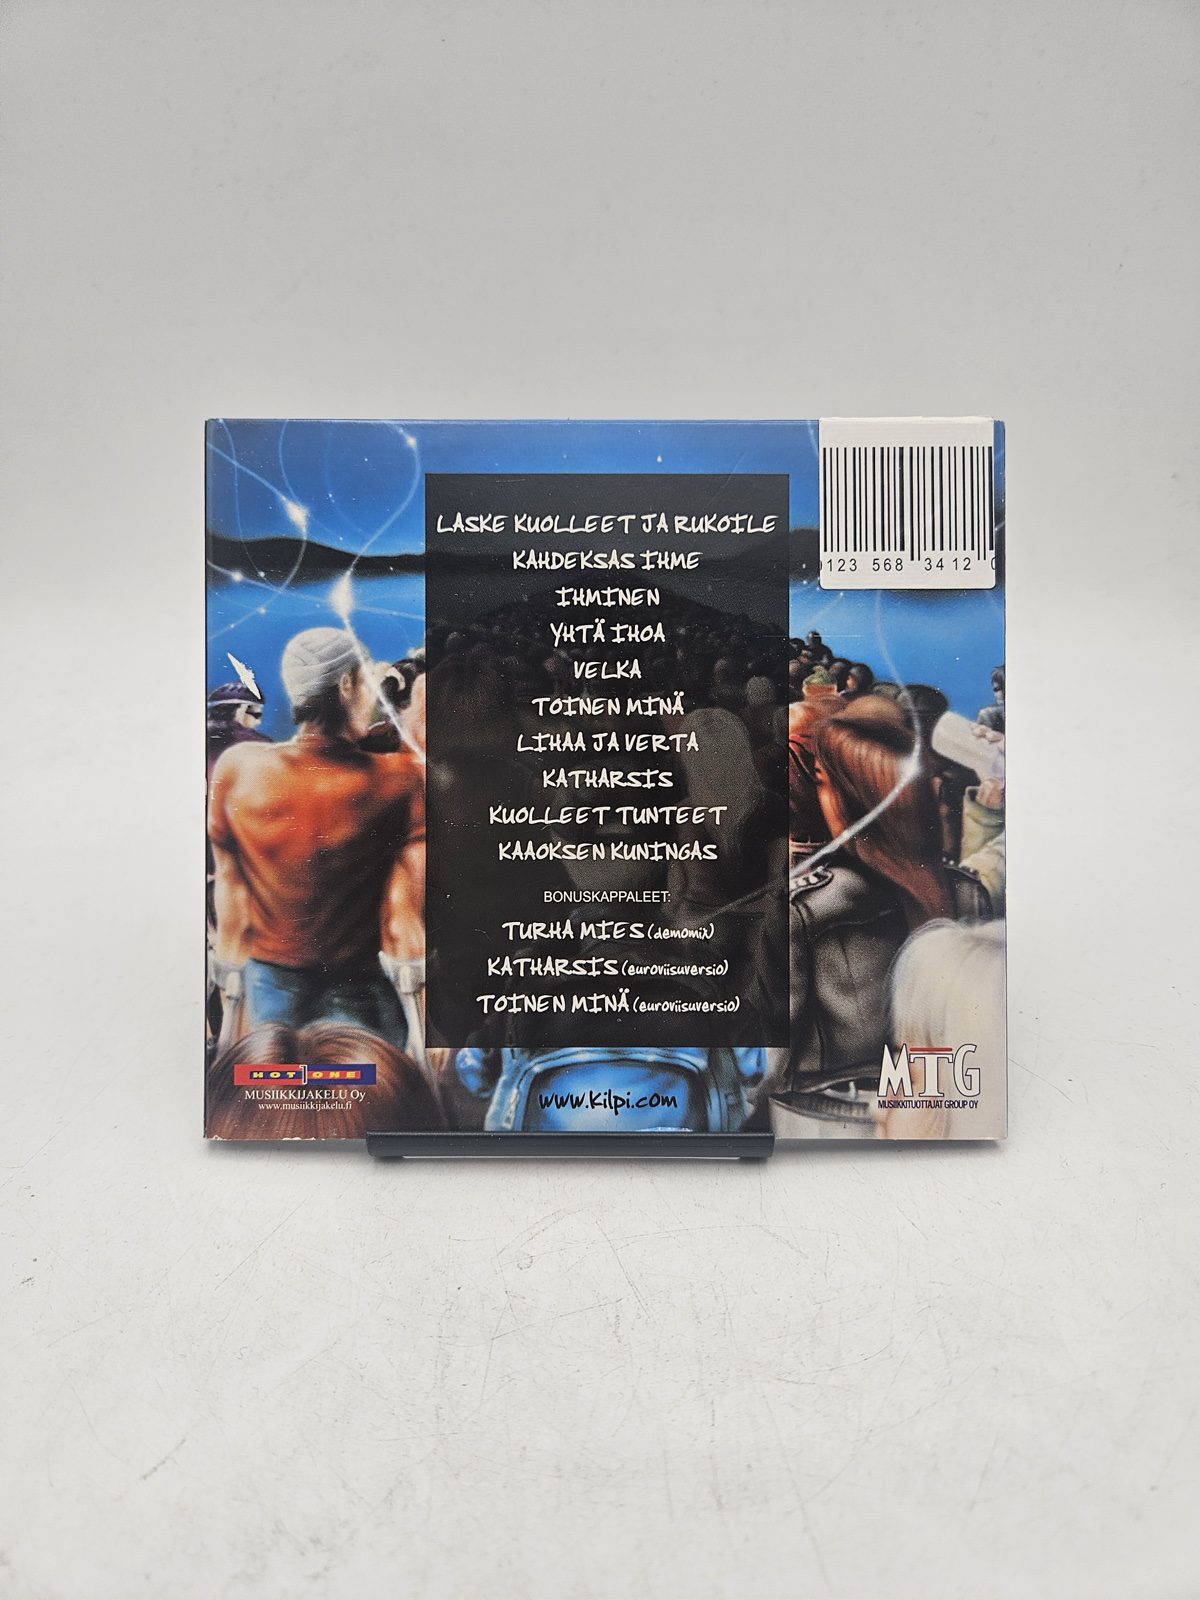 LASKE KUOLLEET JA RUKOILE
KAHDEKSAS IHME
IHMINEN
YHTÄ IHOA
VELKA
TOINEN MINÄ
LIHAA JA VERTA
KATHARSIS
KUOLLEET TUNTEET
KAAOKSEN KUNINGAS
BONUSKAPPALEET:
TURHA MIES (demomix)
KATHARSIS (euroviisuversio)
TOINEN MINÄ (euroviisuversio)
123 568 3412
HOT ONE
MUSIIKKIJAKELU Oy
www.musiikkijakelu.fi
www.Kilpi.com
MTG
MUSIIKKITUOTTAJAT GROUP OY